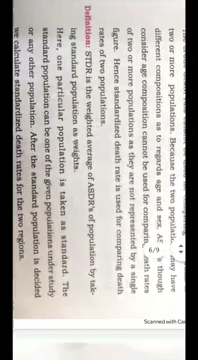 two or more populations. Because the two populatio may have
different compositions as to regards age and sex. 's though
consider age composition cannot be used for comparin ath rates
of two or more populations as they are not represented by a single
figure. Hence standardized death rate is used for comparing death
rates of two populations.
Definition: STDR is the weighted average of ASDR's of population by tak-
ing standard population as weights.
Here, one particular population is taken as standard. The
standard population can be one of the given populations under study
or any other population. After the standard population is decided
we calculate standardized death rates for the two regions.
Scanned with Ca